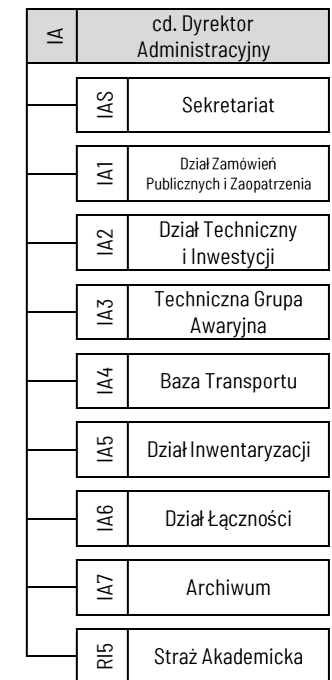 IA
cd. Dyrektor
Administracyjny
IAS
Sekretariat
IA1
Dział Zamówień
Publicznych i Zaopatrzenia
IA2
Dział Techniczny
i Inwestycji
IA3
Techniczna Grupa
Awaryjna
IA4
Baza Transportu
IA5
Dział Inwentaryzacji
IA6
Dział Łączności
IA7
Archiwum
RI5
Straż Akademicka